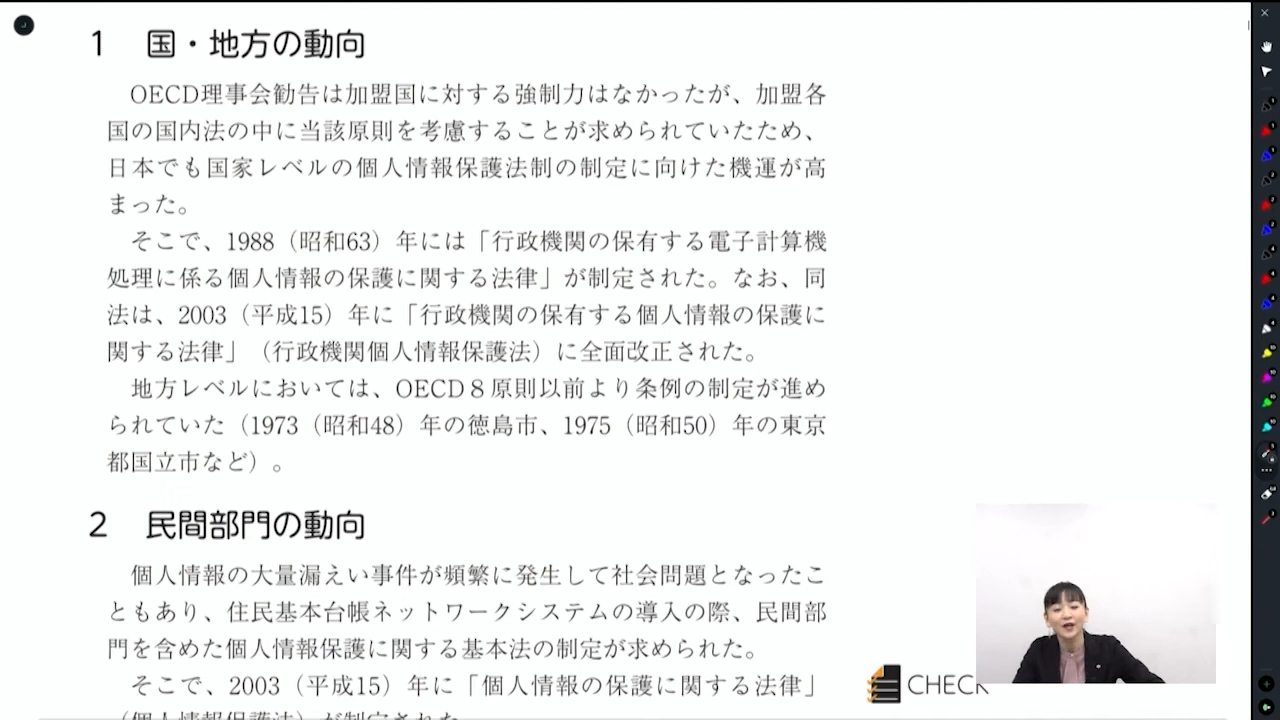 1 国・地方の動向
OECD理事会勧告は加盟国に対する強制力はなかったが、加盟各
国の国内法の中に当該原則を考慮することが求められていたため、
日本でも国家レベルの個人情報保護法制の制定に向けた機運が高
まった。
そこで、1988（昭和63）年には「行政機関の保有する電子計算機
処理に係る個人情報の保護に関する法律」が制定された。なお、同
法は、2003（平成15）年に「行政機関の保有する個人情報の保護に
関する法律」（行政機関個人情報保護法）に全面改正された。
地方レベルにおいては、OECD８原則以前より条例の制定が進め
られていた（1973（昭和48）年の徳島市、1975（昭和50）年の東京
都国立市など）。
2 民間部門の動向
個人情報の大量漏えい事件が頻繁に発生して社会問題となったこ
ともあり、住民基本台帳ネットワークシステムの導入の際、民間部
門を含めた個人情報保護に関する基本法の制定が求められた。
そこで、2003（平成15）年に「個人情報の保護に関する法律」
（個人情報保護法）が制定された。
CHECK